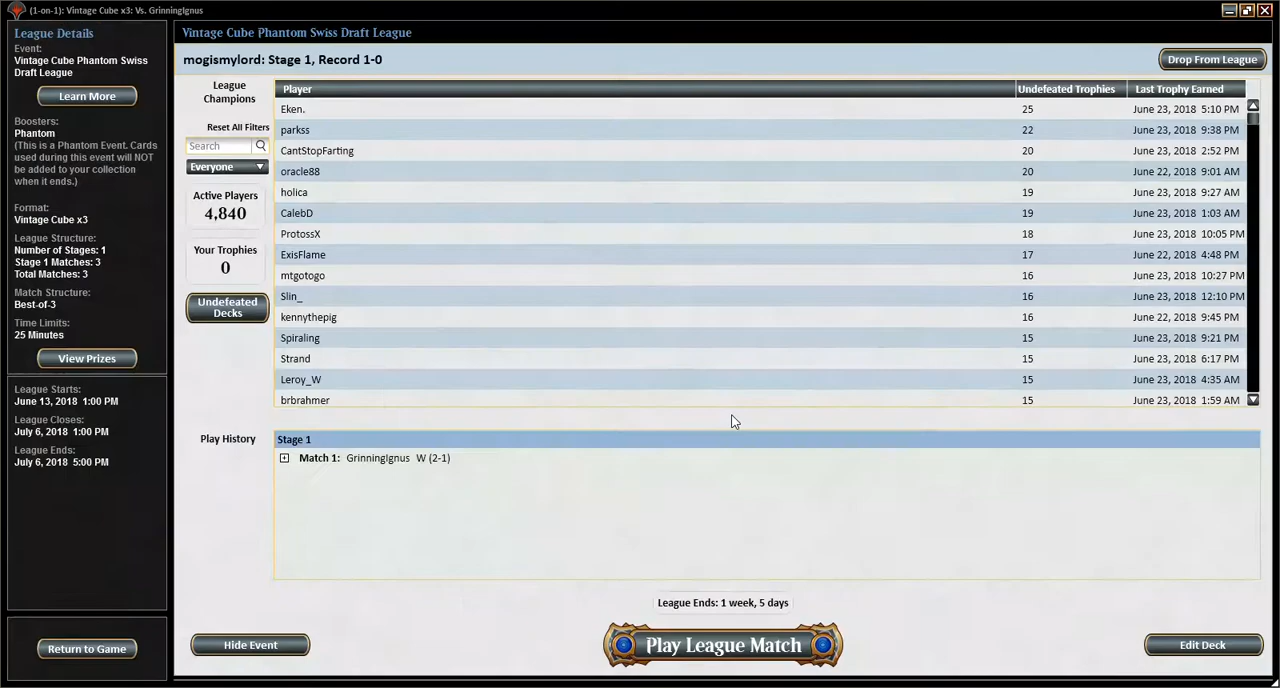 (1-on-1): Vintage Cube x3: Vs. GrinningIgnus
League Details
Event:
Vintage Cube Phantom Swiss
Draft League
Learn More
Boosters:
Phantom
(This is a Phantom Event. Cards
used during this event will NOT
be added to your collection
when it ends.)
Format:
Vintage Cube x3
League Structure:
Number of Stages: 1
Stage 1 Matches: 3
Total Matches: 3
Match Structure:
Best-of-3
Time Limits:
25 Minutes
View Prizes
League Starts:
June 13, 2018 1:00 PM
League Closes:
July 6, 2018 1:00 PM
League Ends:
July 6, 2018 5:00 PM
Return to Game
Vintage Cube Phantom Swiss Draft League
mogismylord: Stage 1, Record 1-0
Drop From League
League
Champions
Reset All Filters
Search
Everyone
Active Players
4,840
Your Trophies
0
Undefeated
Decks
Player Undefeated Trophies Last Trophy Earned
Eken. 25 June 23, 2018 5:10 PM
parkss 22 June 23, 2018 9:38 PM
CantStopFarting 20 June 23, 2018 2:52 PM
oracle88 20 June 22, 2018 9:01 AM
holica 19 June 23, 2018 9:27 AM
CalebD 19 June 23, 2018 1:03 AM
ProtossX 18 June 23, 2018 10:05 PM
ExisFlame 17 June 22, 2018 4:48 PM
mtgotogo 16 June 23, 2018 10:27 PM
Slin_ 16 June 23, 2018 12:10 PM
kennythepig 16 June 22, 2018 9:45 PM
Spiraling 15 June 23, 2018 9:21 PM
Strand 15 June 23, 2018 6:17 PM
Leroy_W 15 June 23, 2018 4:35 AM
brbrahmer 15 June 23, 2018 1:59 AM
Play History
Stage 1
Match 1: GrinningIgnus W (2-1)
League Ends: 1 week, 5 days
Hide Event
Play League Match
Edit Deck